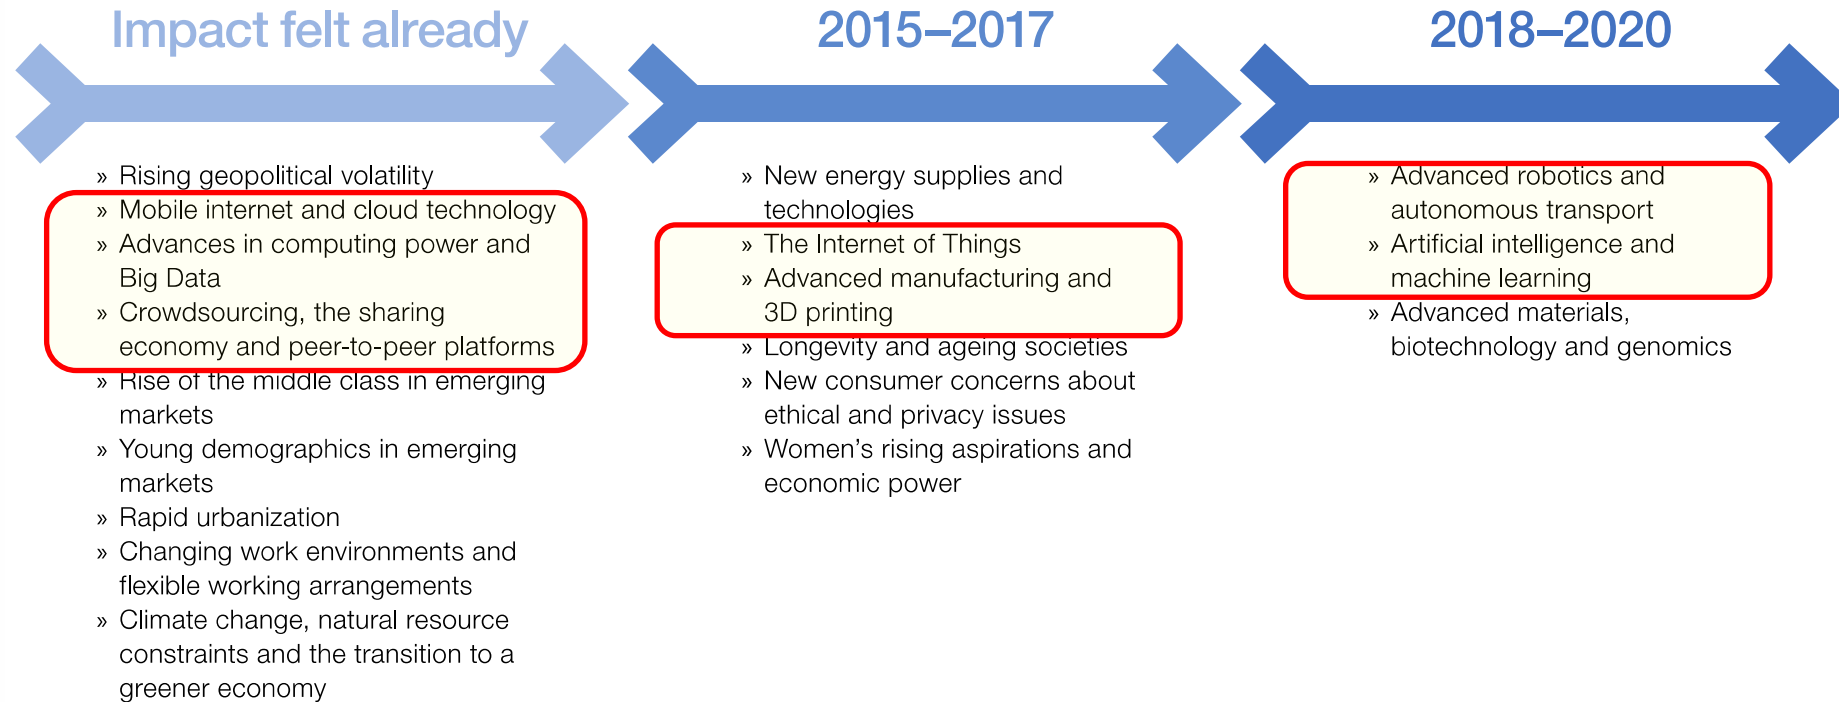 Impact felt already
» Rising geopolitical volatility
» Mobile internet and cloud technology
» Advances in computing power and
Big Data
» Crowdsourcing, the sharing
economy and peer-to-peer platforms
» Rise of the middle class in emerging
markets
» Young demographics in emerging
markets
» Rapid urbanization
» Changing work environments and
flexible working arrangements
» Climate change, natural resource
constraints and the transition to a
greener economy
2015–2017
» New energy supplies and
technologies
» The Internet of Things
» Advanced manufacturing and
3D printing
» Longevity and ageing societies
» New consumer concerns about
ethical and privacy issues
» Women’s rising aspirations and
economic power
2018–2020
» Advanced robotics and
autonomous transport
» Artificial intelligence and
machine learning
» Advanced materials,
biotechnology and genomics